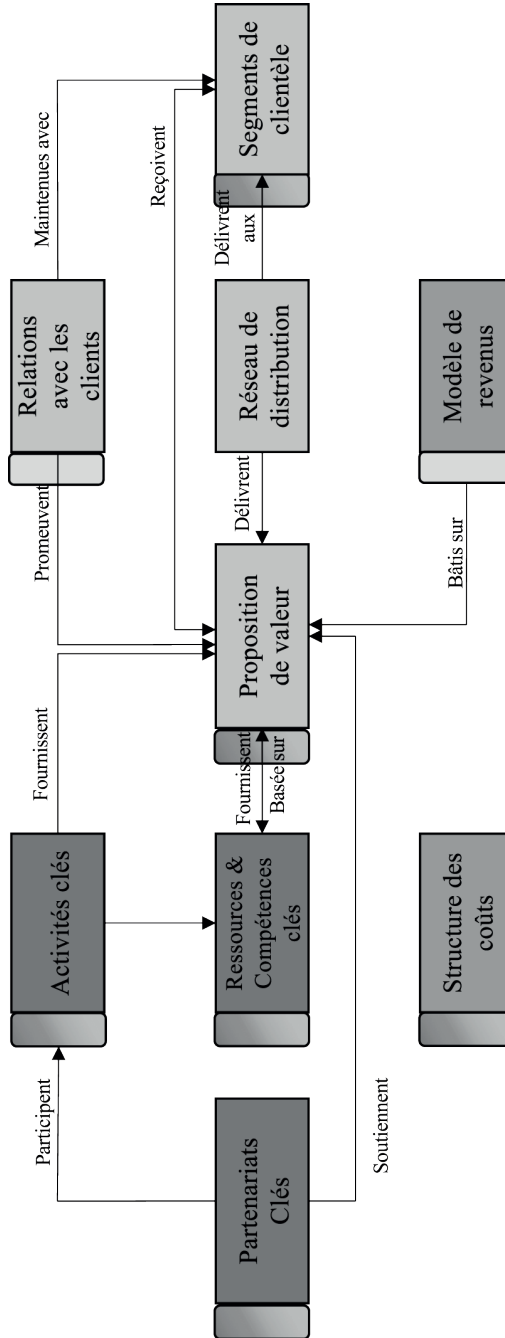 Participent
Fournissent
Promeuvent
Maintenues avec
Activités clés
Relations
avec les
clients
Reçoivent
Partenariats
Clés
Ressources &
Compétences
clés
Fournissent
Basée sur
Proposition
de valeur
Délivrent
Réseau de
distribution
Délivrent
aux
Segments de
clientèle
Soutiennent
Bâtis sur
Structure des
coûts
Modèle de
revenus